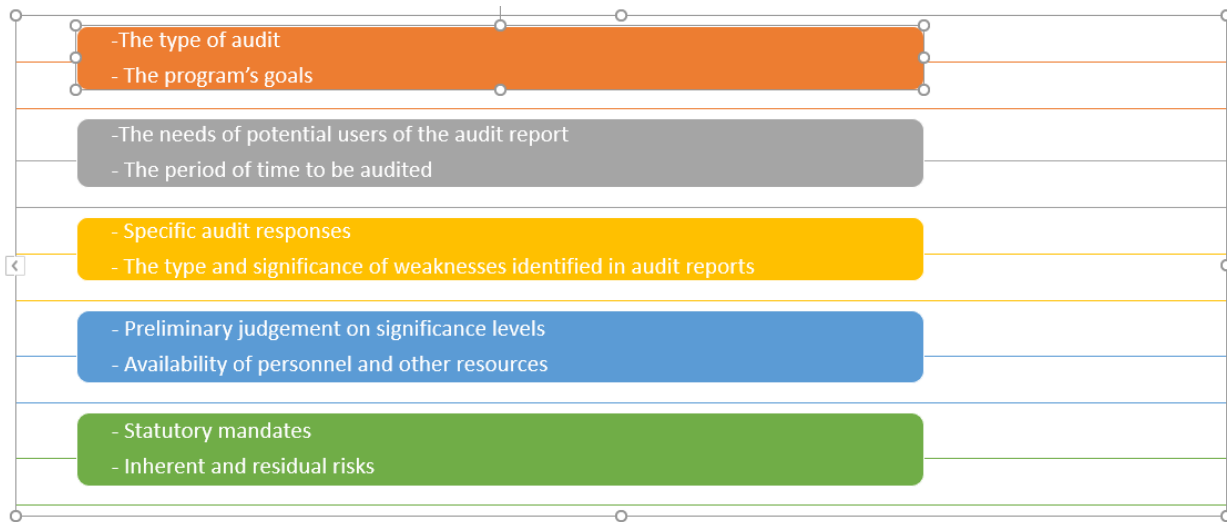 -The type of audit
- The program’s goals
-The needs of potential users of the audit report
- The period of time to be audited
- Specific audit responses
- The type and significance of weaknesses identified in audit reports
- Preliminary judgement on significance levels
- Availability of personnel and other resources
- Statutory mandates
- Inherent and residual risks